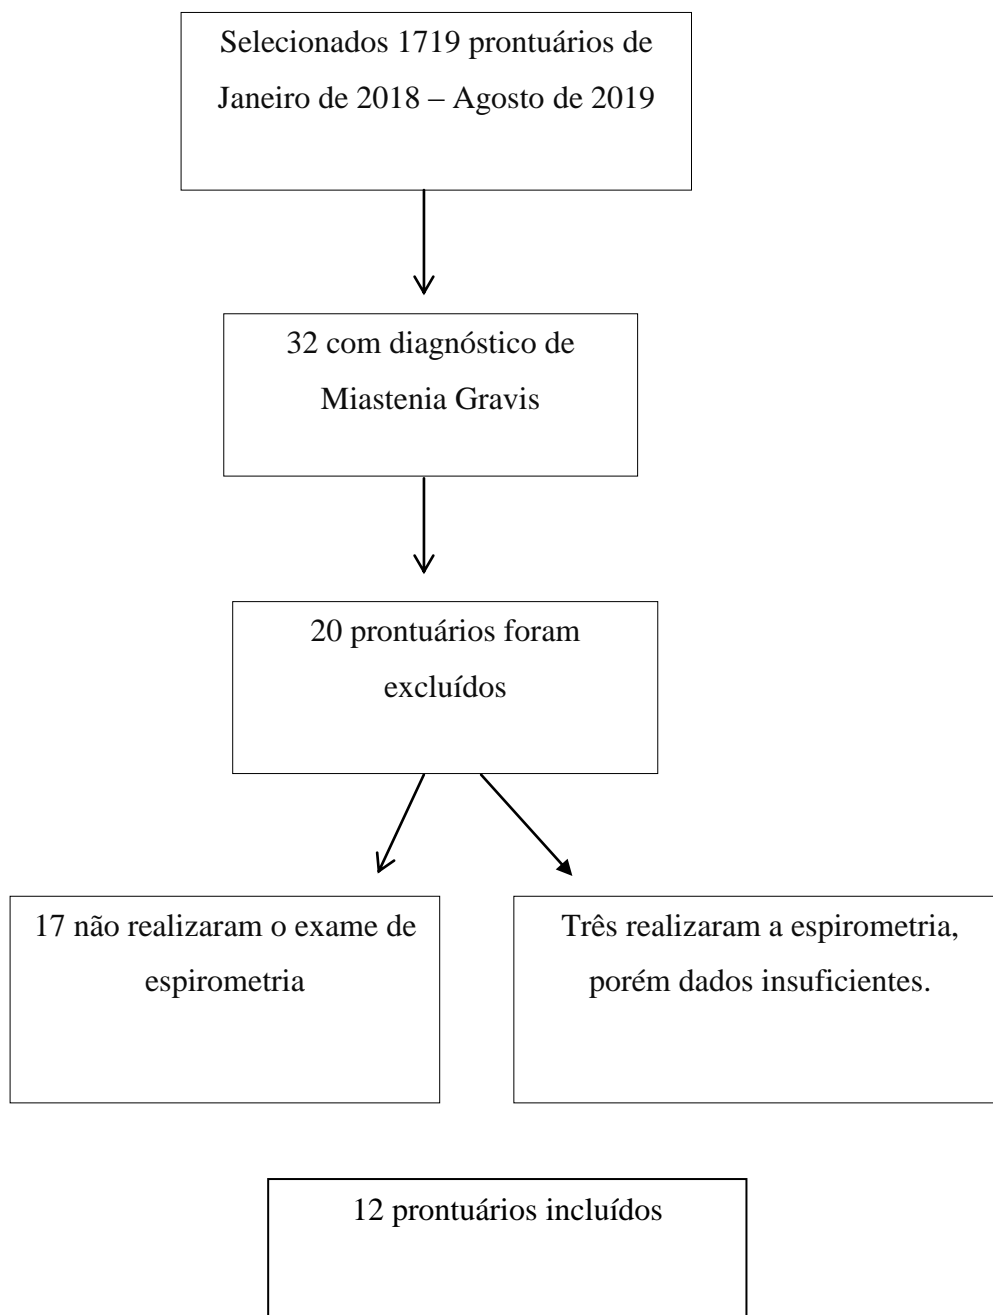 Selecionados 1719 prontuários de
Janeiro de 2018 – Agosto de 2019
32 com diagnóstico de
Miastenia Gravis
20 prontuários foram
excluídos
17 não realizaram o exame de
espirometria
Três realizaram a espirometria,
porém dados insuficientes.
12 prontuários incluídos